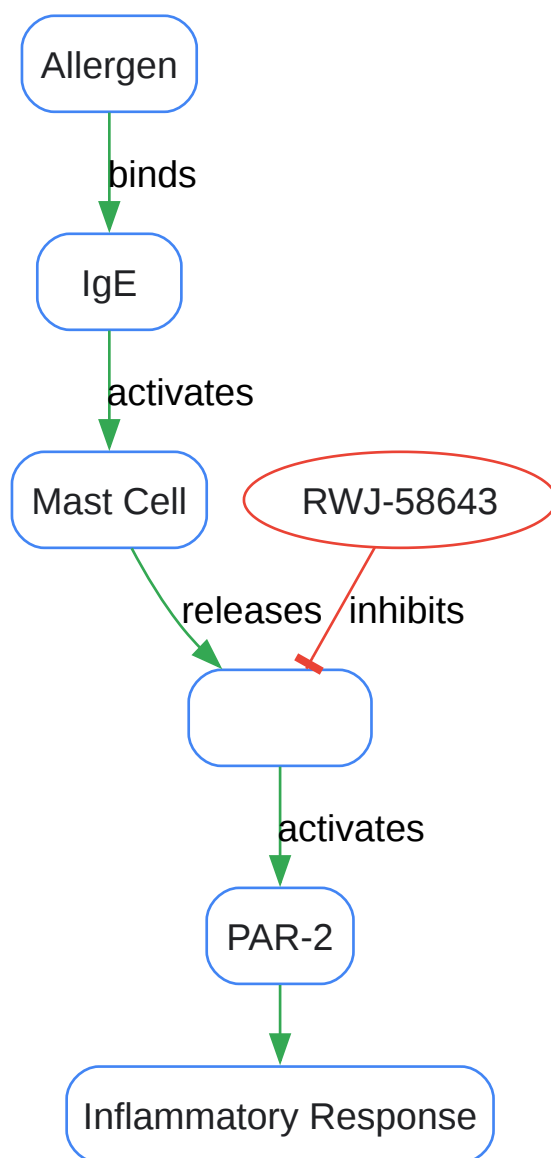 Allergen
binds
IgE
activates
Mast Cell
RWJ-58643
releases
inhibits
activates
PAR-2
Inflammatory Response